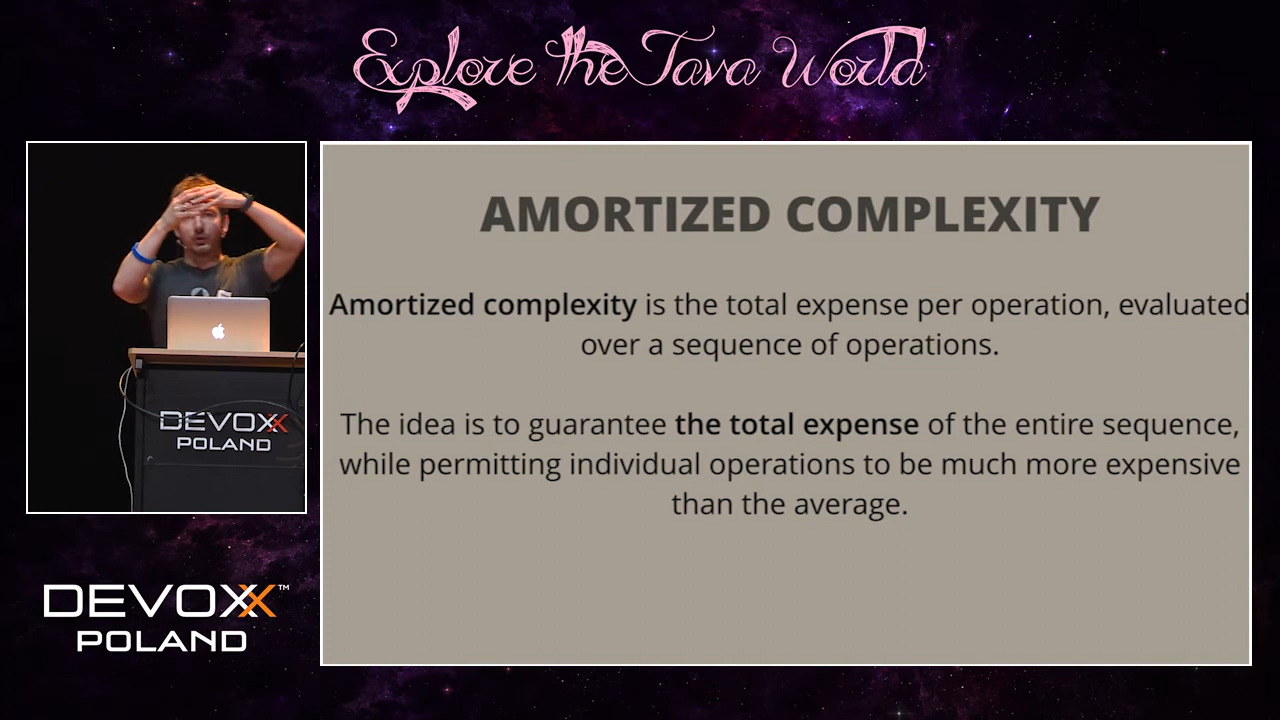 Explore the Java World
AMORTIZED COMPLEXITY
Amortized complexity is the total expense per operation, evaluated
over a sequence of operations.
The idea is to guarantee the total expense of the entire sequence,
while permitting individual operations to be much more expensive
than the average.
DEVOXX
POLAND
DEVOXX™
POLAND